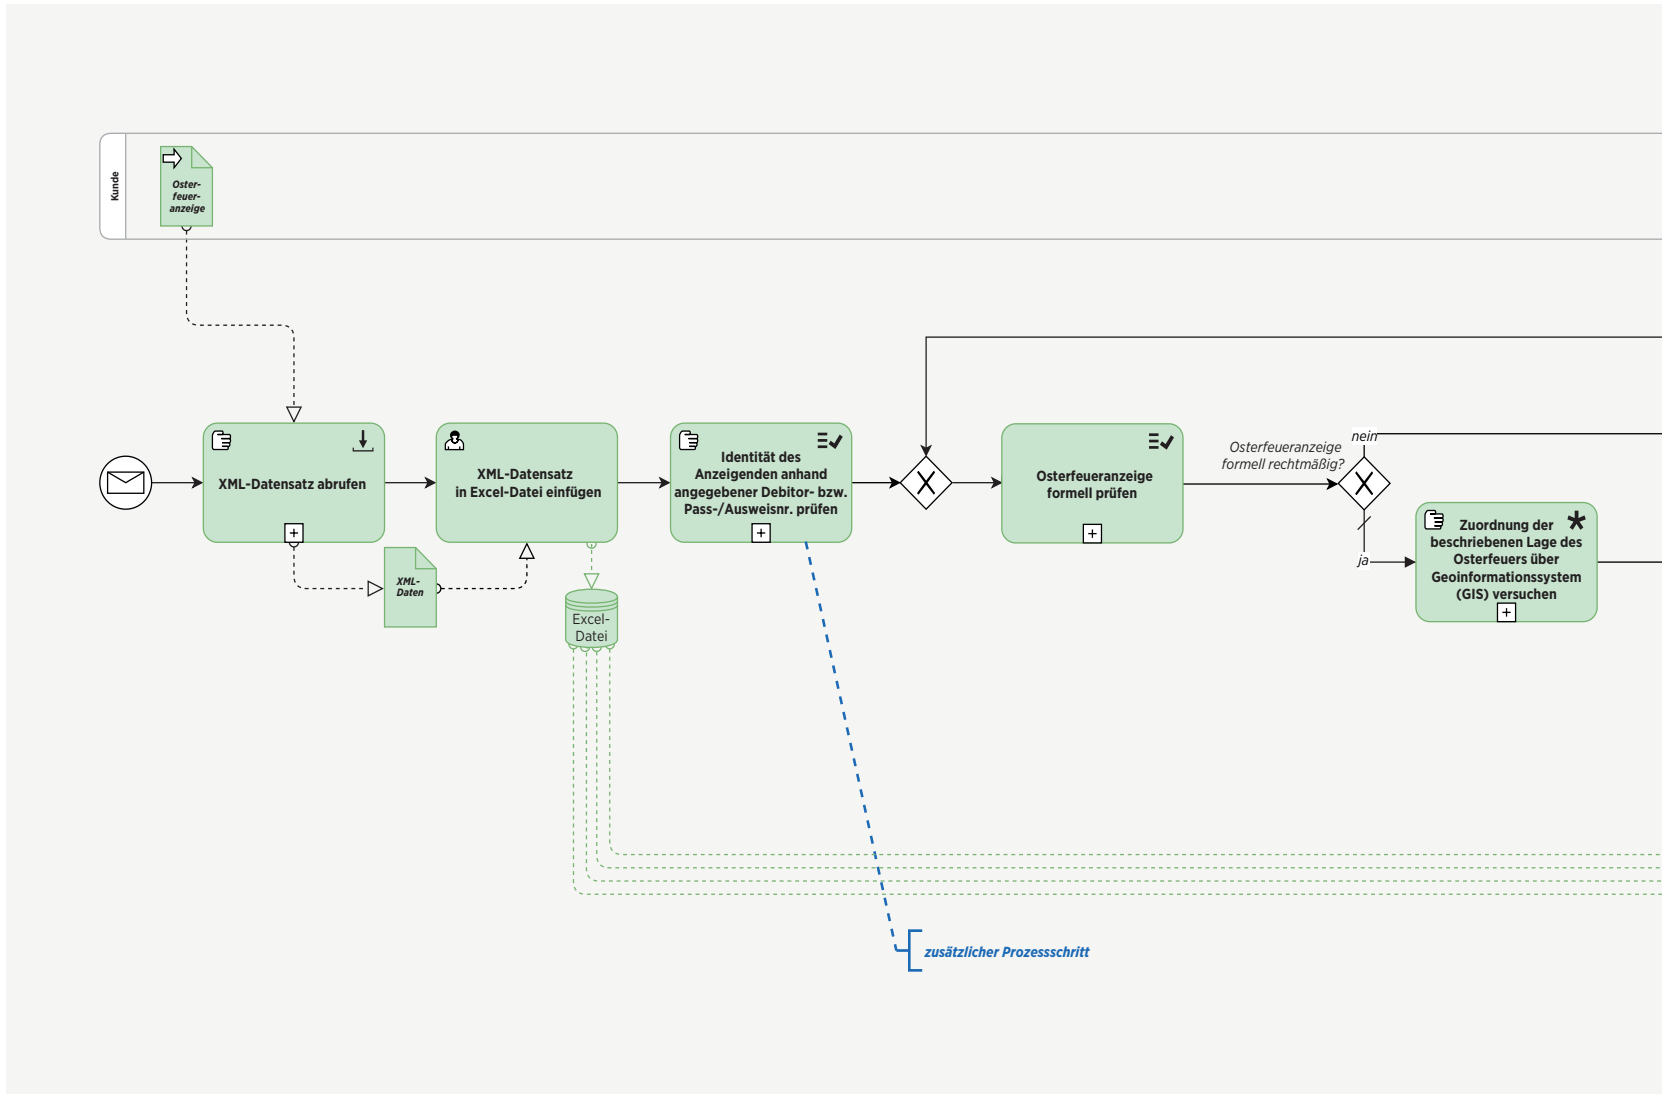 Kunde
Oster-
feuer-
anzeige
XML-Datensatz abrufen
XML-
Daten
XML-Datensatz
in Excel-Datei einfügen
Excel-
Datei
Identität des
Anzeigenden anhand
angegebener Debitor- bzw.
Pass-/Ausweisnr. prüfen
Osterfeueranzeige
formell prüfen
Osterfeueranzeige
formell rechtmäßig?
nein
ja
Zuordnung der
beschriebenen Lage des
Osterfeuers über
Geoinformationssystem
(GIS) versuchen
zusätzlicher Prozessschritt